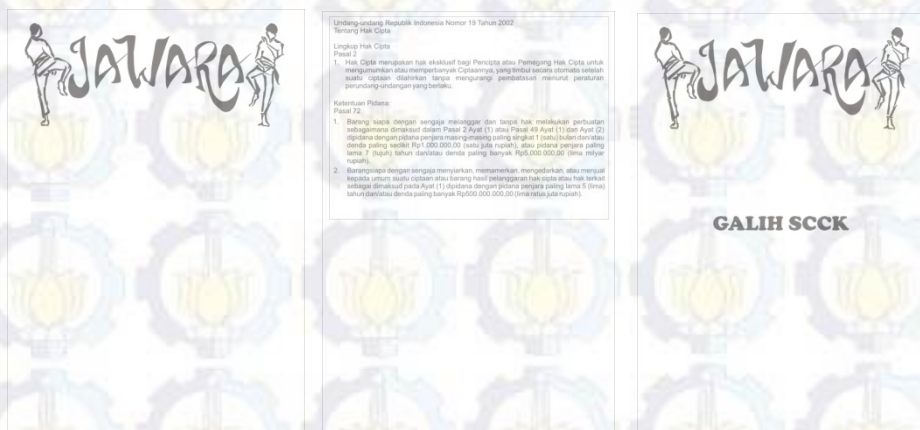 JAWARA
Undang-undang Republik Indonesia Nomor 19 Tahun 2002
Tentang Hak Cipta
Lingkup Hak Cipta
Pasal 2
1. Hak Cipta merupakan hak eksklusif bagi Pencipta atau Pemegang Hak Cipta untuk
mengumumkan atau memperbanyak Ciptaannya, yang timbul secara otomatis setelah
suatu ciptaan dilahirkan tanpa mengurangi pembatasan menurut peraturan
perundang-undangan yang berlaku.
Ketentuan Pidana:
Pasal 72
1. Barang siapa dengan sengaja melanggar dan tanpa hak melakukan perbuatan
sebagaimana dimaksud dalam Pasal 2 Ayat (1) atau Pasal 49 Ayat (1) dan Ayat (2)
dipidana dengan pidana penjara masing-masing paling singkat 1 (satu) bulan dan/atau
denda paling sedikit Rp1.000.000,00 (satu juta rupiah), atau pidana penjara paling
lama 7 (tujuh) tahun dan/atau denda paling banyak Rp5.000.000,00 (lima milyar
rupiah).
2. Barangsiapa dengan sengaja menyiarkan, memamerkan, mengedarkan, atau menjual
kepada umum suatu ciptaan atau barang hasil pelanggaran hak cipta atau hak terkait
sebagai dimaksud pada Ayat (1) dipidana dengan pidana penjara paling lama 5 (lima)
tahun dan/atau denda paling banyak Rp500.000.000,00 (lima ratus juta rupiah).
JAWARA
GALIH SCCK